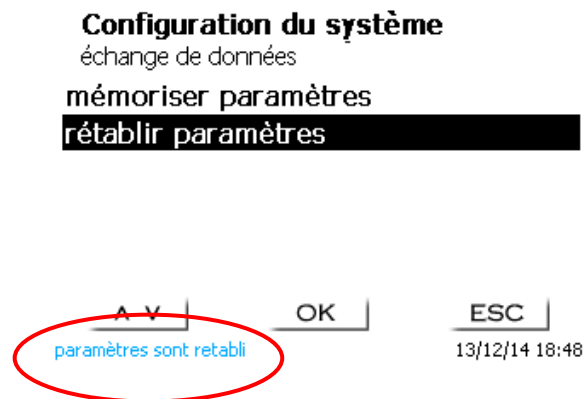 Configuration du système
échange de données
mémoriser paramètres
rétablir paramètres
Λ V OK ESC
paramètres sont retabli 13/12/14 18:48